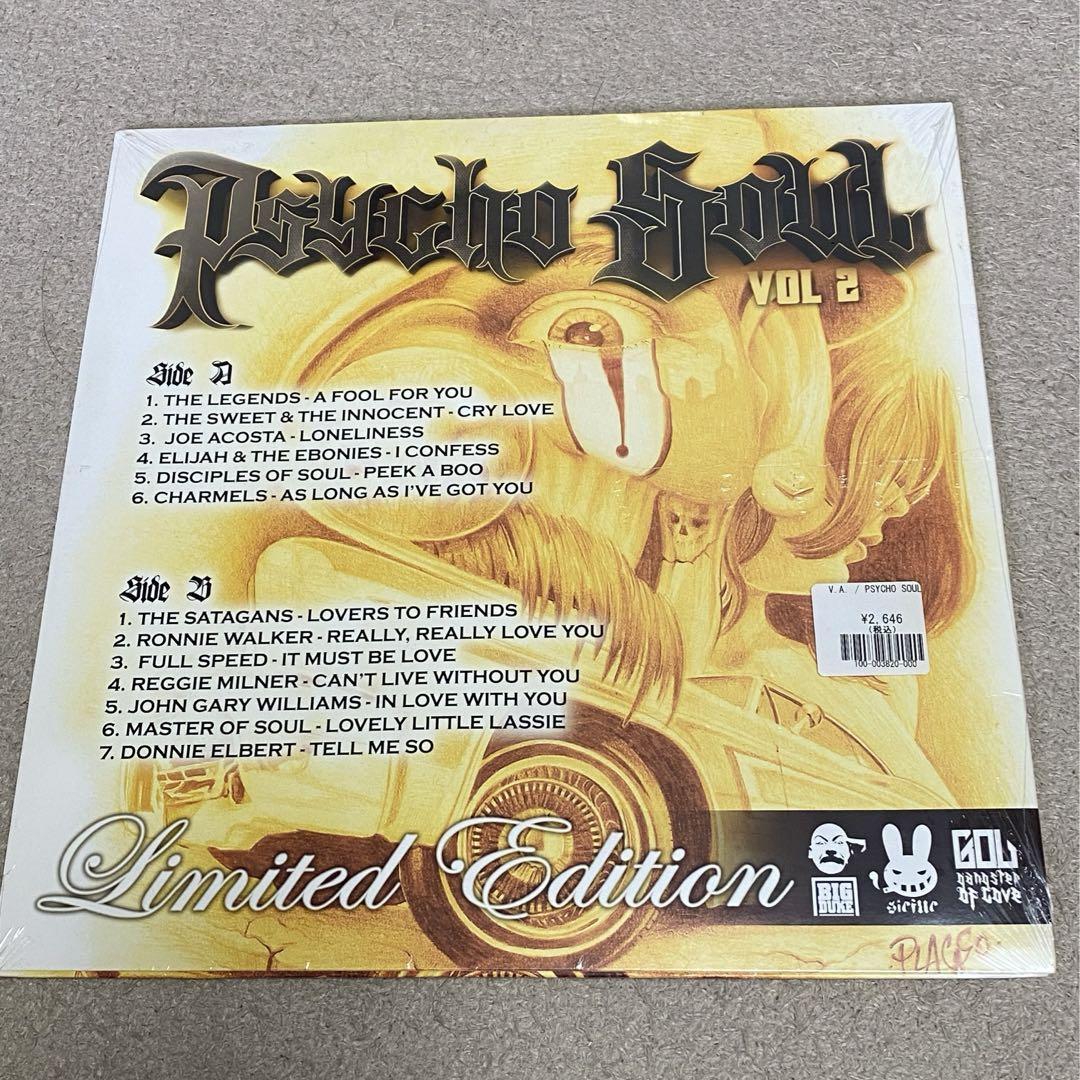 Psycho Soul
VOL 2
Side A
1. THE LEGENDS - A FOOL FOR YOU
2. THE SWEET & THE INNOCENT - CRY LOVE
3. JOE ACOSTA - LONELINESS
4. ELIJAH & THE EBONIES - I CONFESS
5. DISCIPLES OF SOUL - PEEK A BOO
6. CHARMELS - AS LONG AS I'VE GOT YOU
Side B
1. THE SATAGANS - LOVERS TO FRIENDS
2. RONNIE WALKER - REALLY, REALLY LOVE YOU
3. FULL SPEED - IT MUST BE LOVE
4. REGGIE MILNER - CAN'T LIVE WITHOUT YOU
5. JOHN GARY WILLIAMS - IN LOVE WITH YOU
6. MASTER OF SOUL - LOVELY LITTLE LASSIE
7. DONNIE ELBERT - TELL ME SO
V.A. / PSYCHO SOUL
¥2,646
(税込)
100-003820-000
Limited Edition
BIG
DUKE
GOL
Gangster
Of Love
PLACSO